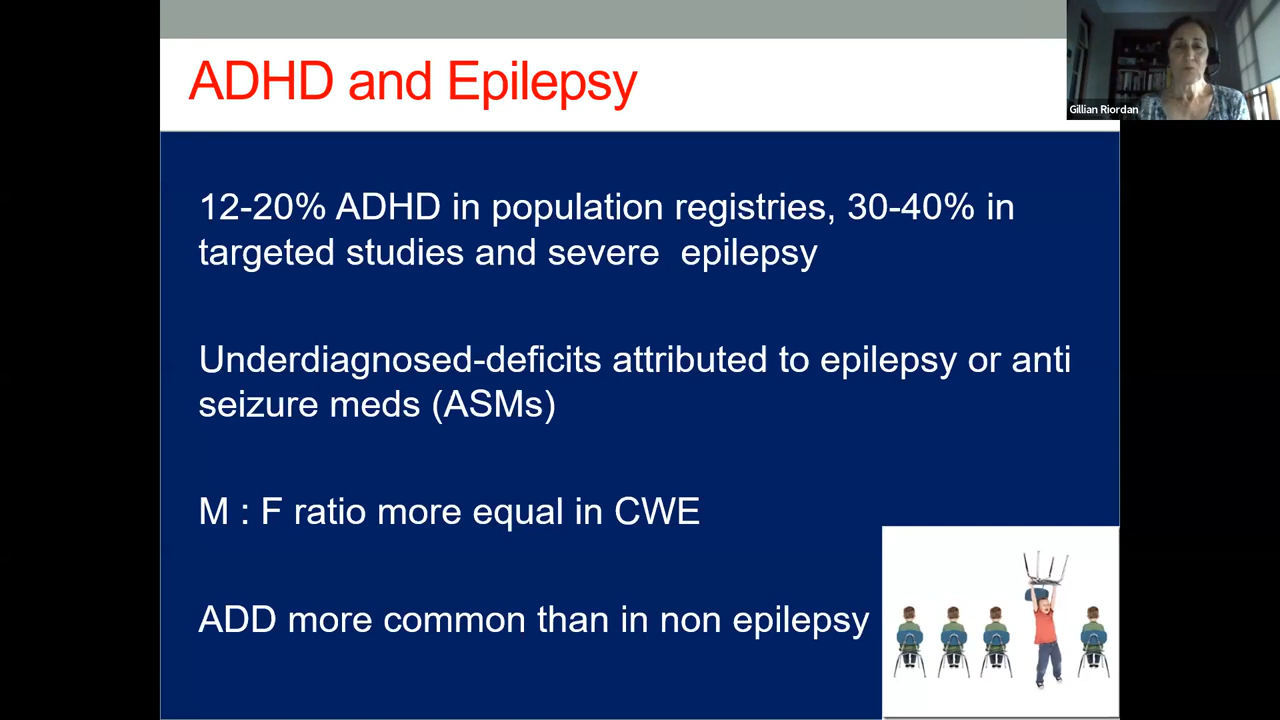 ADHD and Epilepsy
Gillian Riordan
12-20% ADHD in population registries, 30-40% in
targeted studies and severe  epilepsy
Underdiagnosed-deficits attributed to epilepsy or anti
seizure meds (ASMs)
M : F ratio more equal in CWE
ADD more common than in non epilepsy